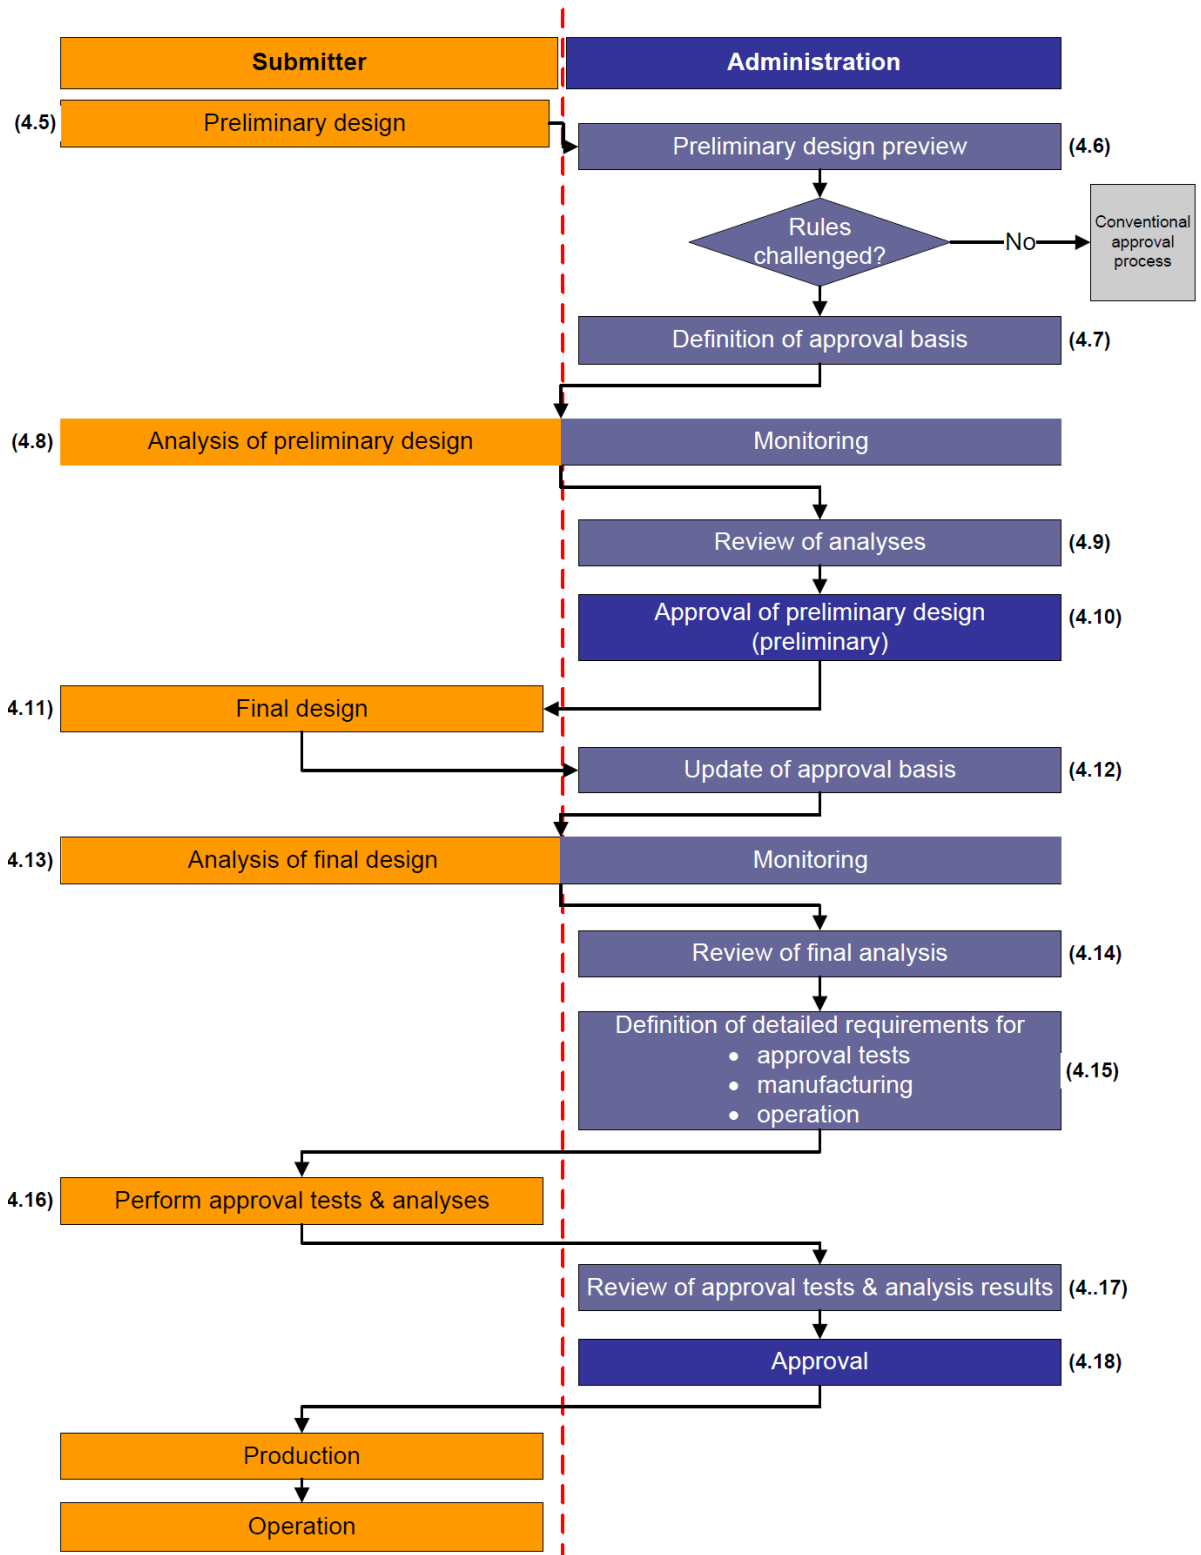 Submitter
Administration
(4.5)
Preliminary design
Preliminary design preview
(4.6)
Rules
challenged?
No
Conventional
approval
process
Definition of approval basis
(4.7)
(4.8)
Analysis of preliminary design
Monitoring
Review of analyses
(4.9)
Approval of preliminary design
(preliminary)
(4.10)
4.11)
Final design
Update of approval basis
(4.12)
4.13)
Analysis of final design
Monitoring
Review of final analysis
(4.14)
Definition of detailed requirements for
• approval tests
• manufacturing
• operation
(4.15)
4.16)
Perform approval tests & analyses
Review of approval tests & analysis results
(4..17)
Approval
(4.18)
Production
Operation